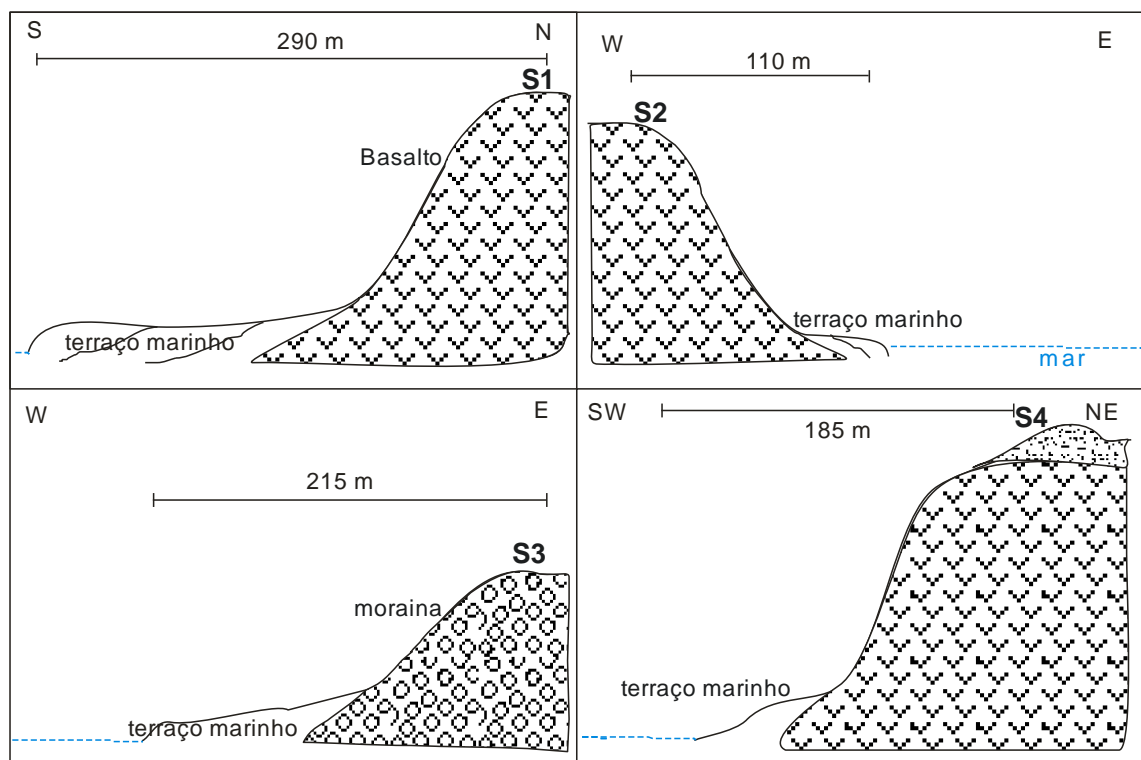 S
N
290 m
S1
Basalto
terraço marinho
W
E
110 m
S2
terraço marinho
mar
W
E
215 m
S3
moraina
terraço marinho
SW
S4
NE
185 m
terraço marinho